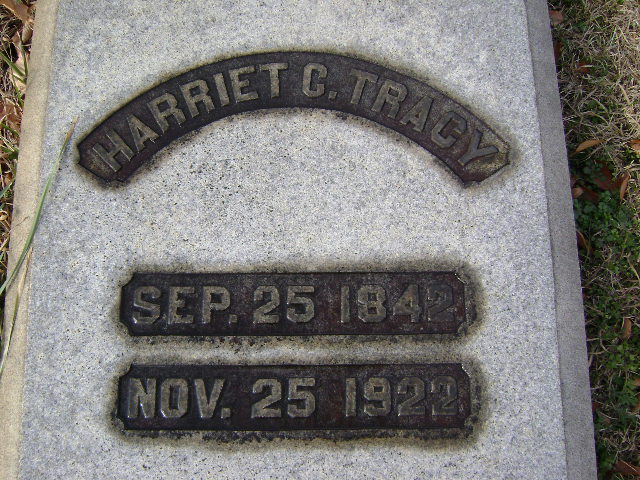 HARRIET C. TRACY
SEP. 25 1842
NOV. 25 1922